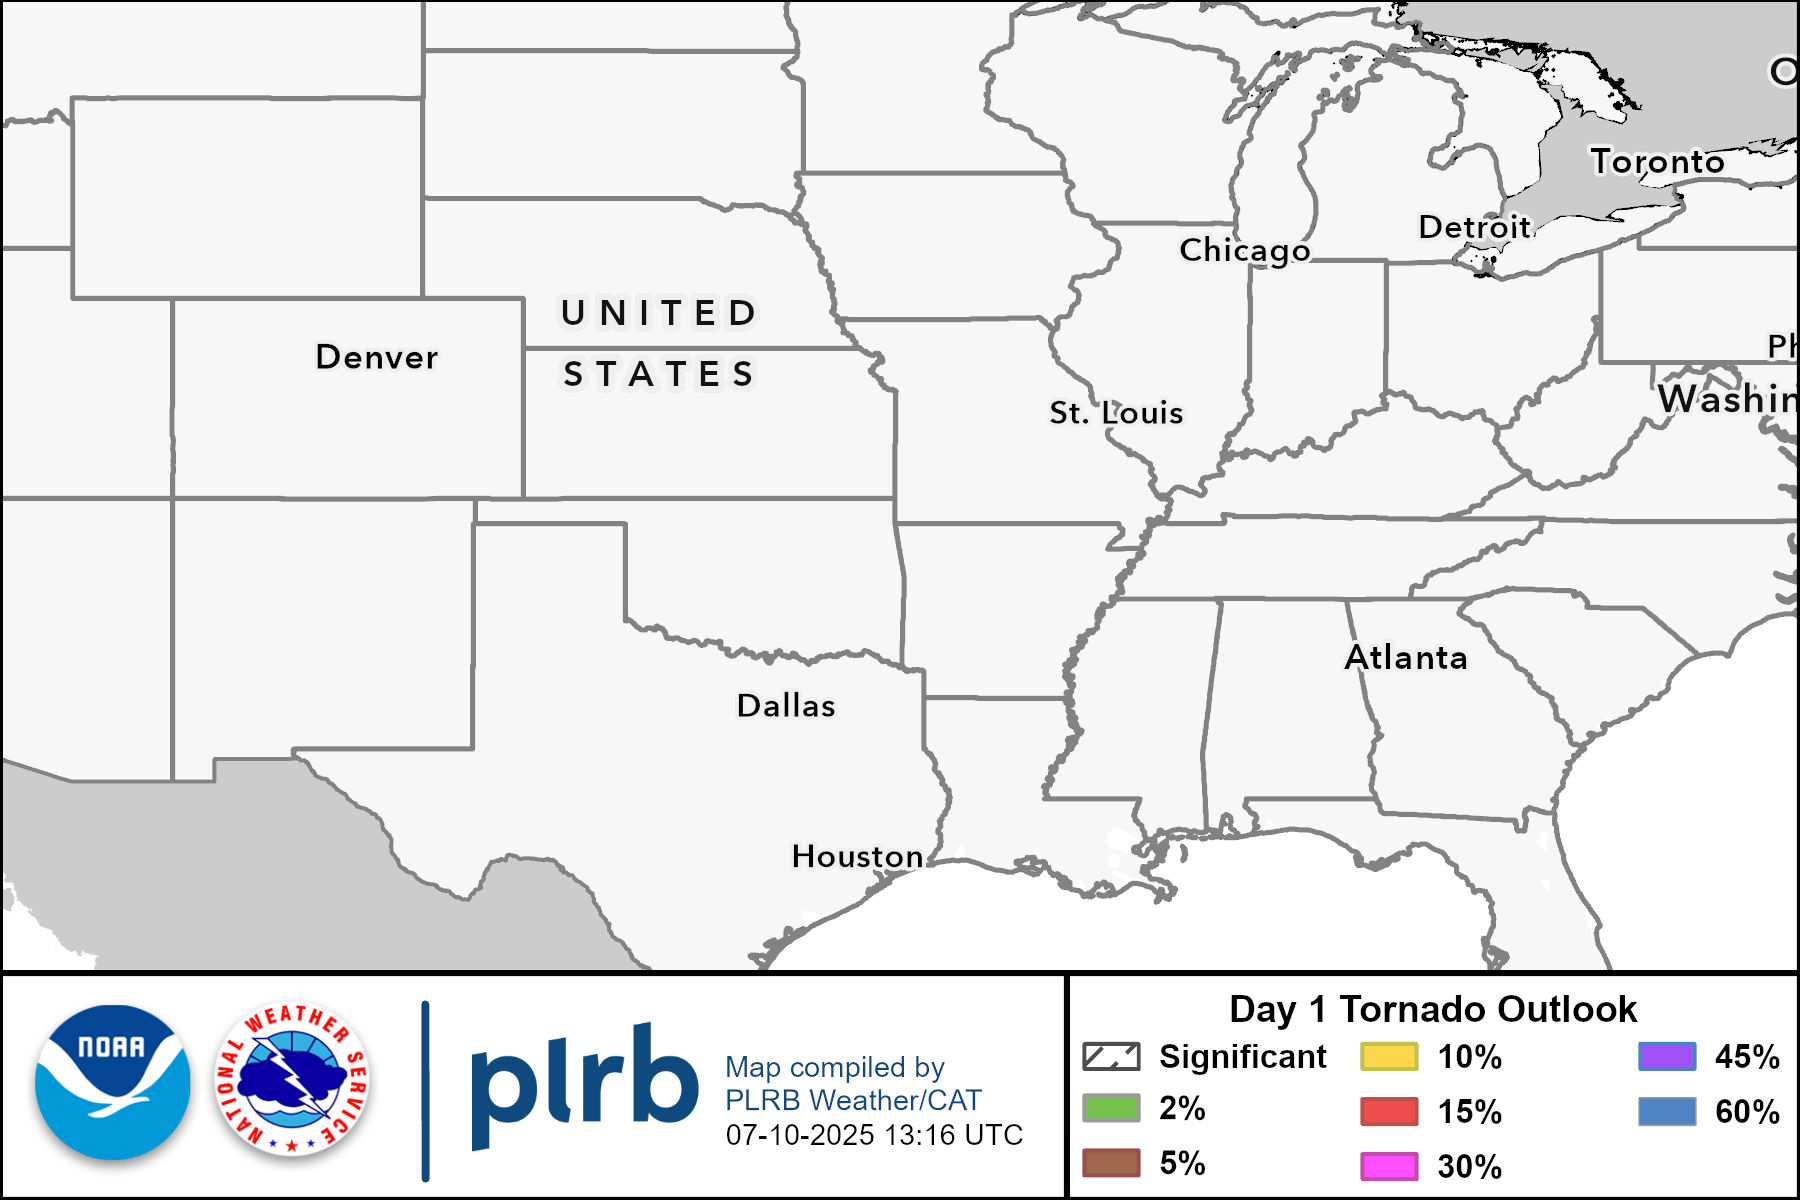 O
Toronto
Detroit
Chicago
UNITED
STATES
Denver
Ph
Washin
St. Louis
Atlanta
Dallas
Houston
NOAA
NATIONAL WEATHER SERVICE
plrb
Map compiled by
PLRB Weather/CAT
07-10-2025 13:16 UTC
Day 1 Tornado Outlook
Significant
2%
5%
10%
15%
30%
45%
60%